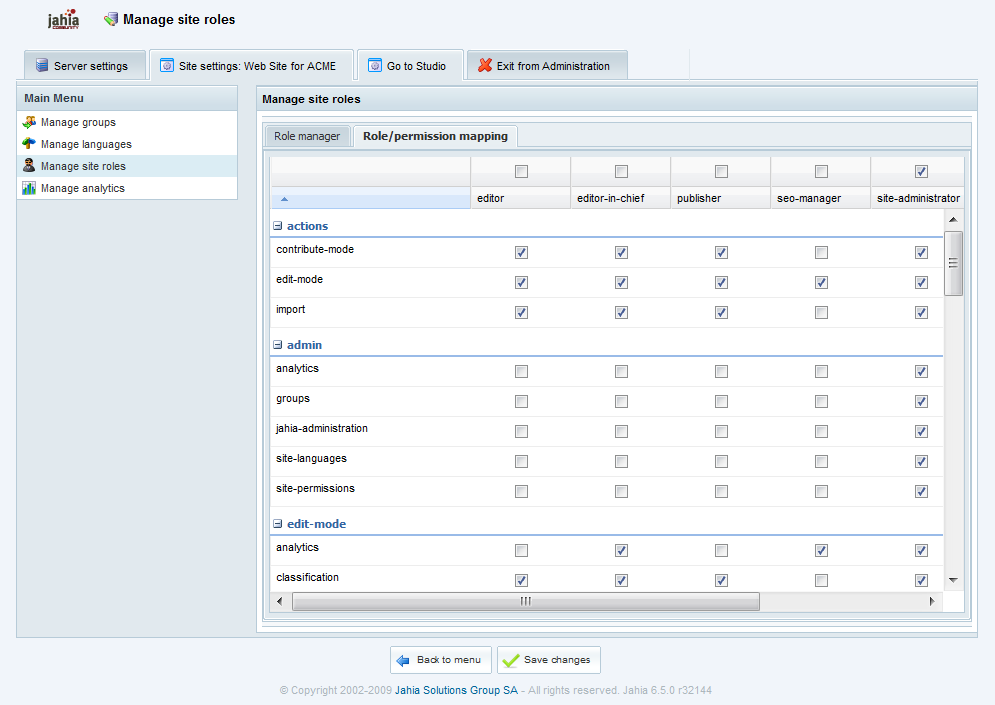 jahia
COMMUNITY
Manage site roles
Server settings
Site settings: Web Site for ACME
Go to Studio
Exit from Administration
Main Menu
Manage groups
Manage languages
Manage site roles
Manage analytics
Manage site roles
Role manager
Role/permission mapping
editor editor-in-chief publisher seo-manager site-administrator
actions
contribute-mode
edit-mode
import
admin
analytics
groups
jahia-administration
site-languages
site-permissions
edit-mode
analytics
classification
Back to menu
Save changes
© Copyright 2002-2009 Jahia Solutions Group SA - All rights reserved. Jahia 6.5.0 r32144